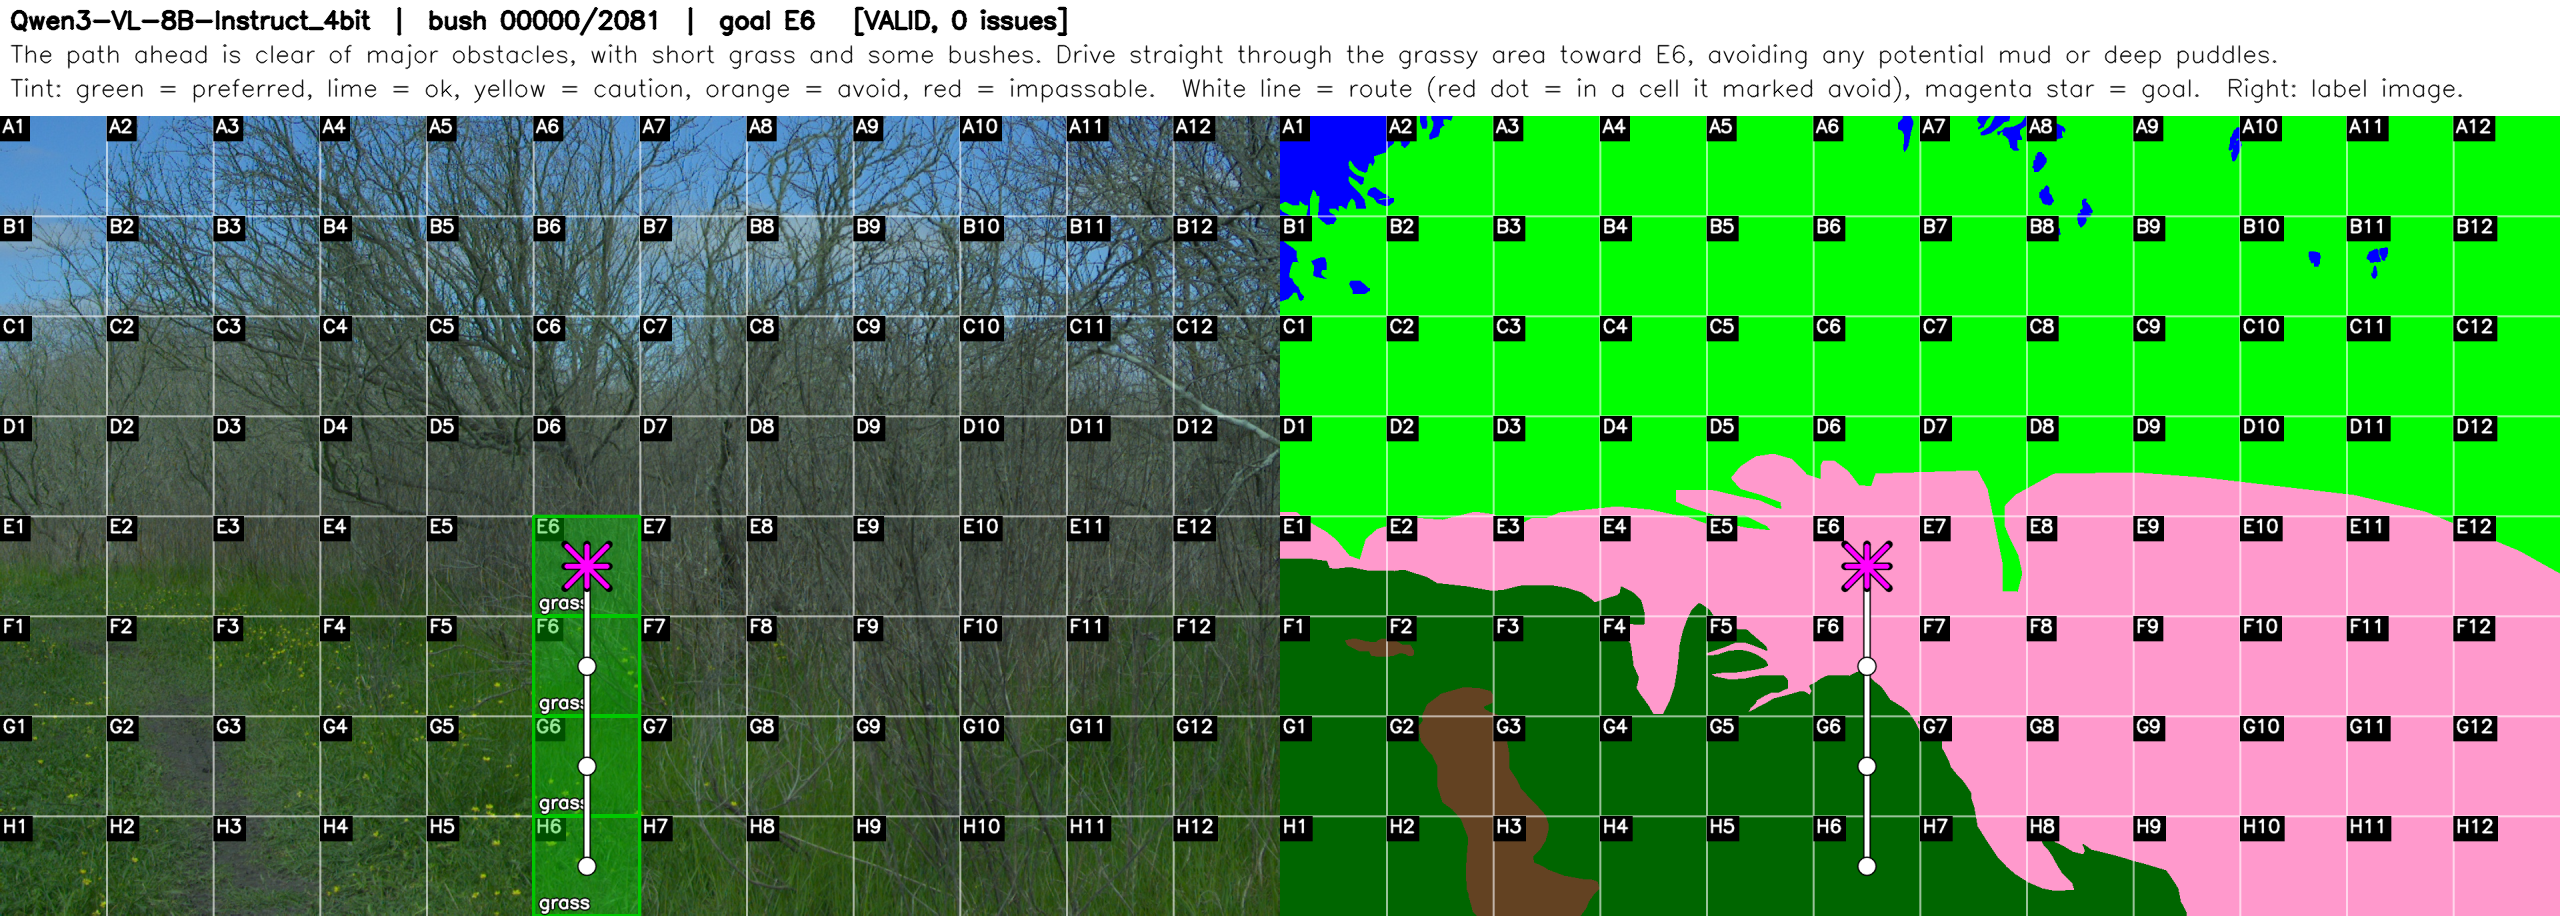 Qwen3-VL-8B-Instruct_4bit | bush 00000/2081 | goal E6 [VALID, 0 issues]
The path ahead is clear of major obstacles, with short grass and some bushes. Drive straight through the grassy area toward E6, avoiding any potential mud or deep puddles.
Tint: green = preferred, lime = ok, yellow = caution, orange = avoid, red = impassable. White line = route (red dot = in a cell it marked avoid), magenta star = goal. Right: label image.
A1 A2 A3 A4 A5 A6 A7 A8 A9 A10 A11 A12 A1 A2 A3 A4 A5 A6 A7 A8 A9 A10 A11 A12
B1 B2 B3 B4 B5 B6 B7 B8 B9 B10 B11 B12 B1 B2 B3 B4 B5 B6 B7 B8 B9 B10 B11 B12
C1 C2 C3 C4 C5 C6 C7 C8 C9 C10 C11 C12 C1 C2 C3 C4 C5 C6 C7 C8 C9 C10 C11 C12
D1 D2 D3 D4 D5 D6 D7 D8 D9 D10 D11 D12 D1 D2 D3 D4 D5 D6 D7 D8 D9 D10 D11 D12
E1 E2 E3 E4 E5 E6 E7 E8 E9 E10 E11 E12 E1 E2 E3 E4 E5 E6 E7 E8 E9 E10 E11 E12
grass
F1 F2 F3 F4 F5 F6 F7 F8 F9 F10 F11 F12 F1 F2 F3 F4 F5 F6 F7 F8 F9 F10 F11 F12
grass
G1 G2 G3 G4 G5 G6 G7 G8 G9 G10 G11 G12 G1 G2 G3 G4 G5 G6 G7 G8 G9 G10 G11 G12
grass
H1 H2 H3 H4 H5 H6 H7 H8 H9 H10 H11 H12 H1 H2 H3 H4 H5 H6 H7 H8 H9 H10 H11 H12
grass